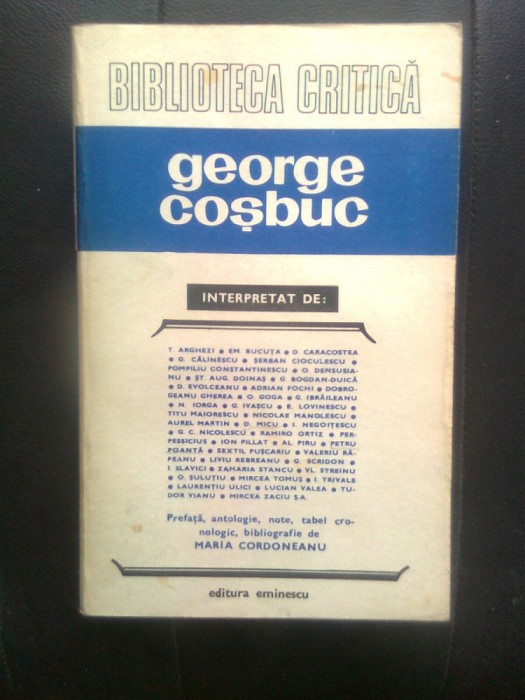 BIBLIOTECA CRITICĂ
george
coşbuc
INTERPRETAT DE:
T. ARGHEZI ● EM. BUCUŢA ● D. CARACOSTEA
● G. CĂLINESCU ● ŞERBAN CIOCULESCU ●
POMPILIU CONSTANTINESCU ● O. DENSUSIA-
NU ● ŞT. AUG. DOINAŞ ● G. BOGDAN-DUICĂ
● D. EVOLCEANU ● ADRIAN FOCHI ● DOBRO-
GEANU GHEREA ● O. GOGA ● G. IBRĂILEANU
● N. IORGA ● G. IVAŞCU ● E. LOVINESCU ●
TITU MAIORESCU ● NICOLAE MANOLESCU ●
AUREL MARTIN ● D. MICU ● I. NEGOIŢESCU
● G. C. NICOLESCU ● RAMIRO ORTIZ ● PER-
PESSICIUS ● ION PILLAT ● AL. PIRU ● PETRU
POANTĂ ● SEXTIL PUŞCARIU ● VALERIU RÂ-
PEANU ● LIVIU REBREANU ● G. SCRIDON ●
I. SLAVICI ● ZAHARIA STANCU ● VL. STREINU
● O. ŞULUŢIU ● MIRCEA TOMUŞ ● I. TRIVALE
● LAURENŢIU ULICI ● LUCIAN VALEA ● TU-
DOR VIANU ● MIRCEA ZACIU Ş.A.
Prefaţă, antologie, note, tabel cro-
nologic, bibliografie de
MARIA CORDONEANU
editura eminescu